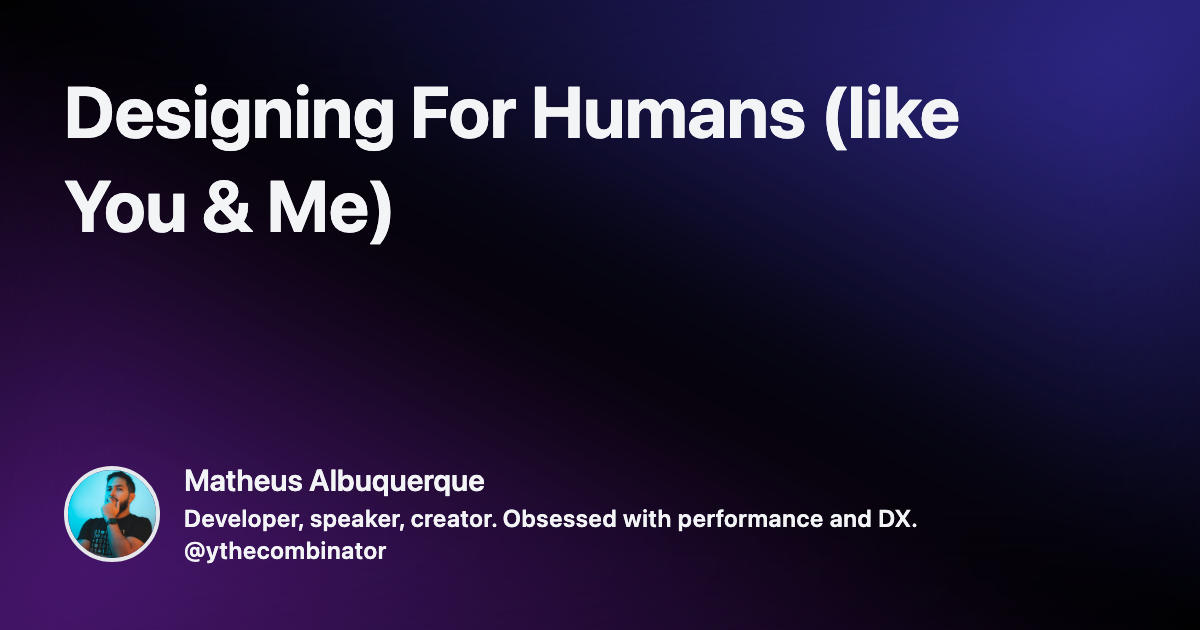 Designing For Humans (like
You & Me)
Matheus Albuquerque
Developer, speaker, creator. Obsessed with performance and DX.
@ythecombinator